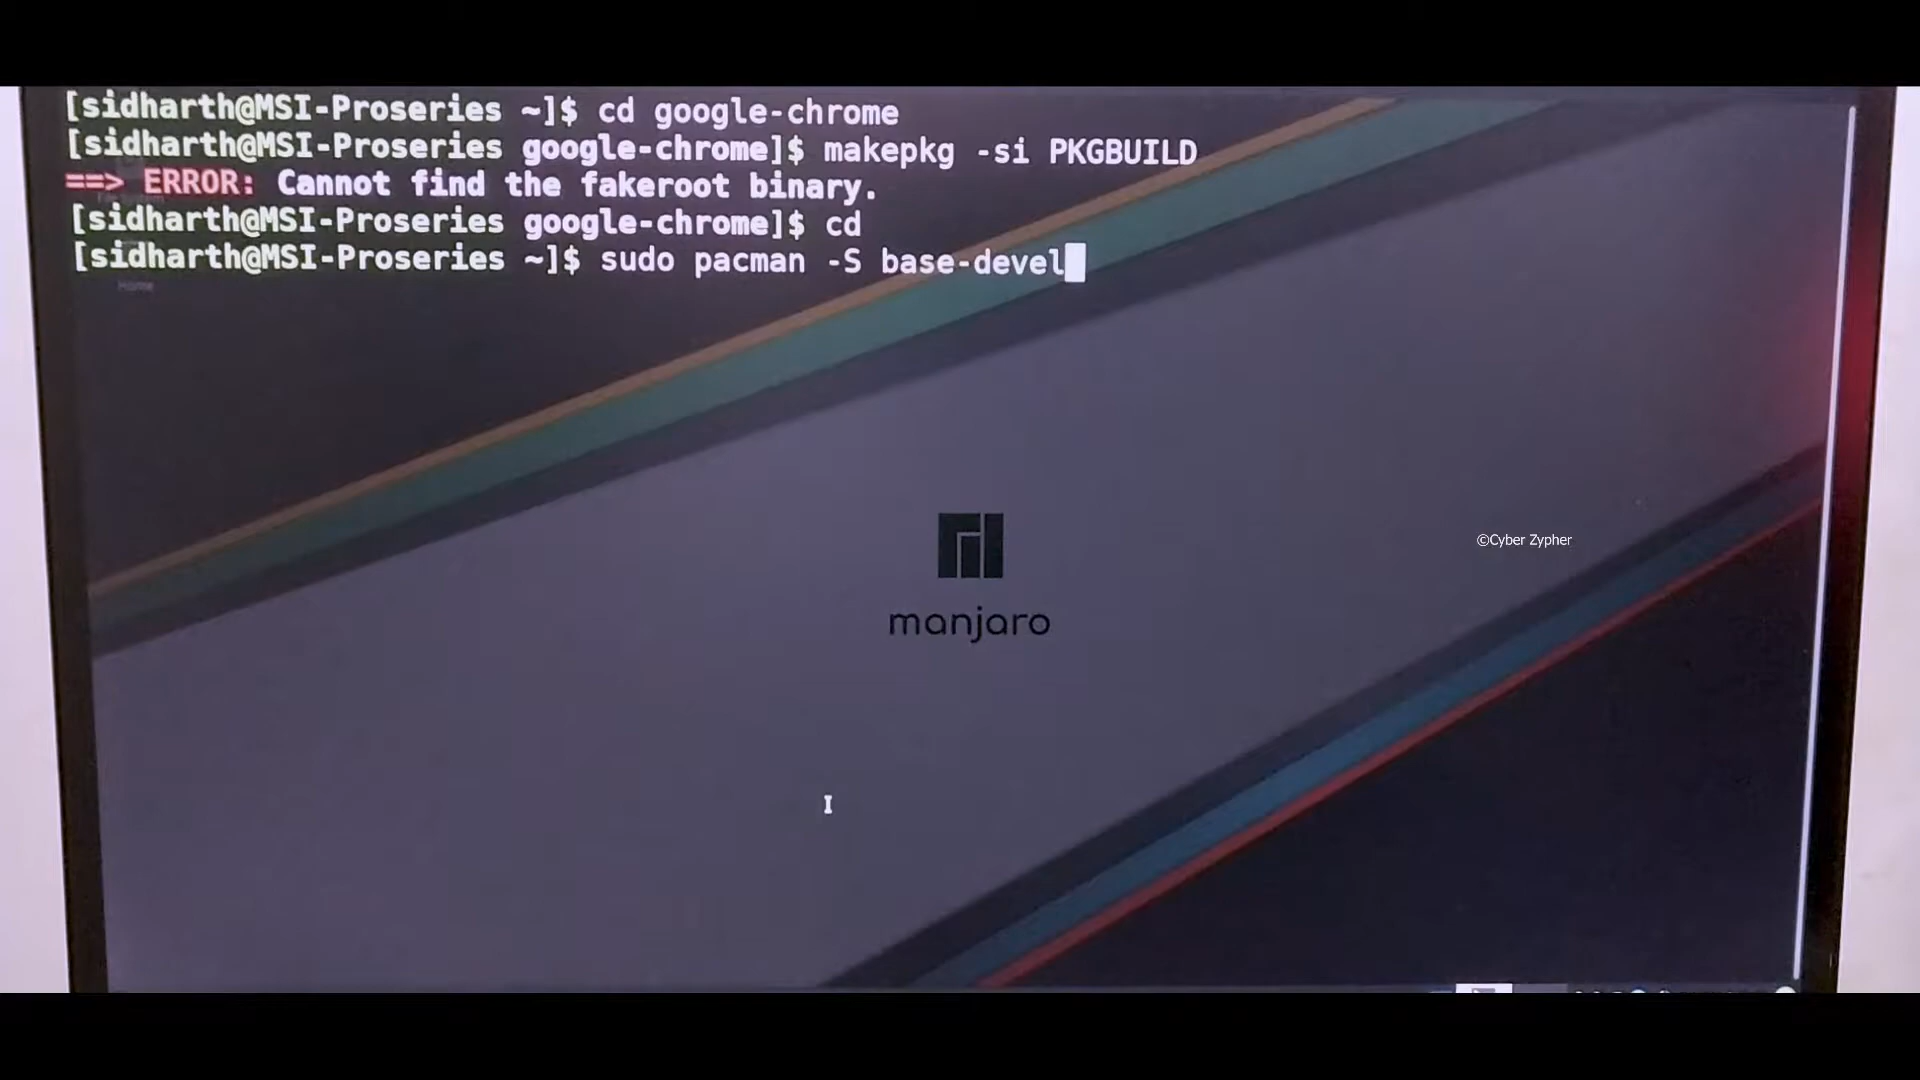 [sidharth@MSI-Proseries ~]$ cd google-chrome
[sidharth@MSI-Proseries google-chrome]$ makepkg -si PKGBUILD
==> ERROR: Cannot find the fakeroot binary.
[sidharth@MSI-Proseries google-chrome]$ cd
[sidharth@MSI-Proseries ~]$ sudo pacman -S base-devel
Home
©Cyber Zypher
manjaro